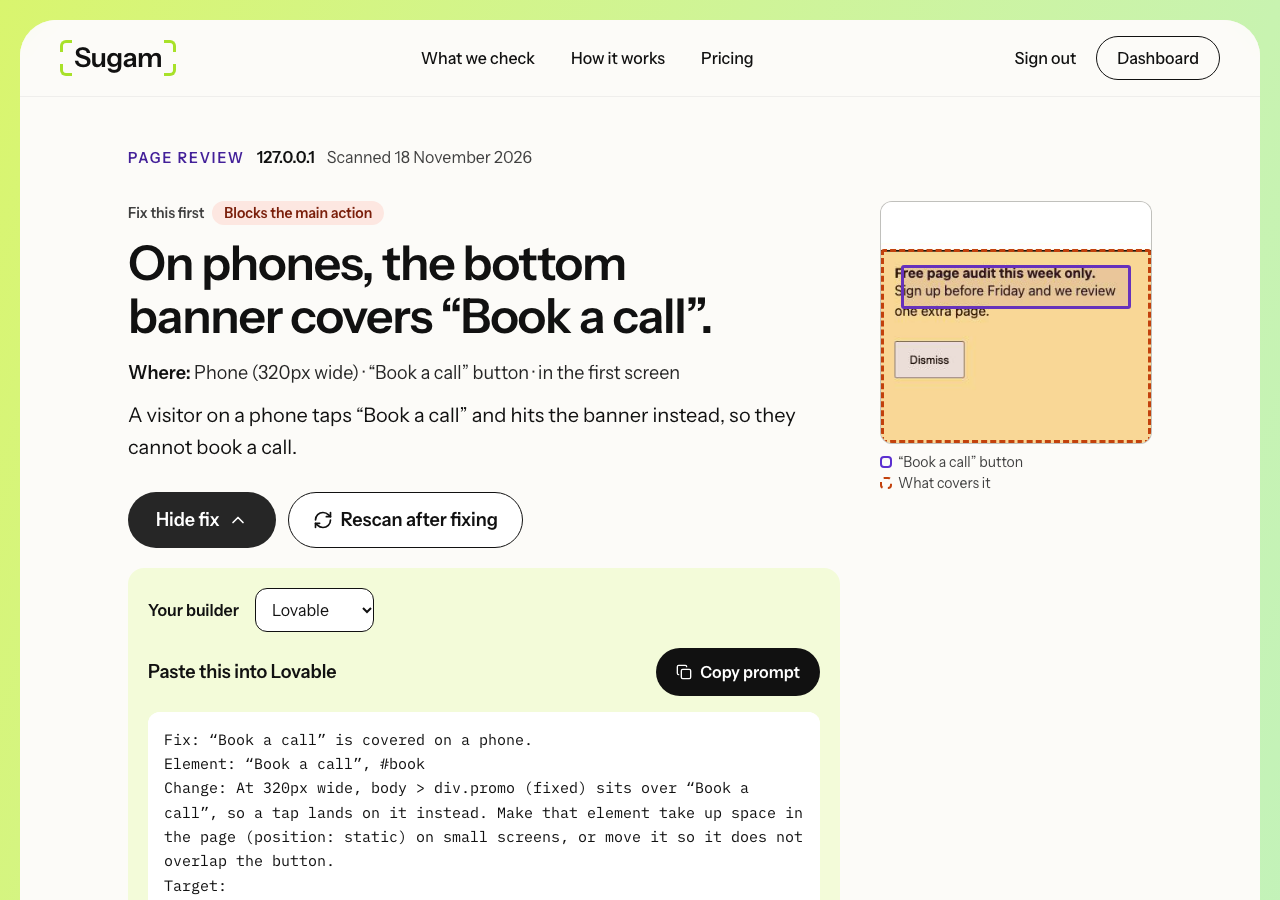 Sugam
What we check
How it works
Pricing
Sign out
Dashboard
PAGE REVIEW 127.0.0.1 Scanned 18 November 2026
Fix this first Blocks the main action
On phones, the bottom
banner covers “Book a call”.
Where: Phone (320px wide) · “Book a call” button · in the first screen
A visitor on a phone taps “Book a call” and hits the banner instead, so they
cannot book a call.
Hide fix
Rescan after fixing
Free page audit this week only.
Sign up before Friday and we review
one extra page.
Dismiss
“Book a call” button
What covers it
Your builder Lovable
Paste this into Lovable
Copy prompt
Fix: “Book a call” is covered on a phone.
Element: “Book a call”, #book
Change: At 320px wide, body > div.promo (fixed) sits over “Book a
call”, so a tap lands on it instead. Make that element take up space in
the page (position: static) on small screens, or move it so it does not
overlap the button.
Target: